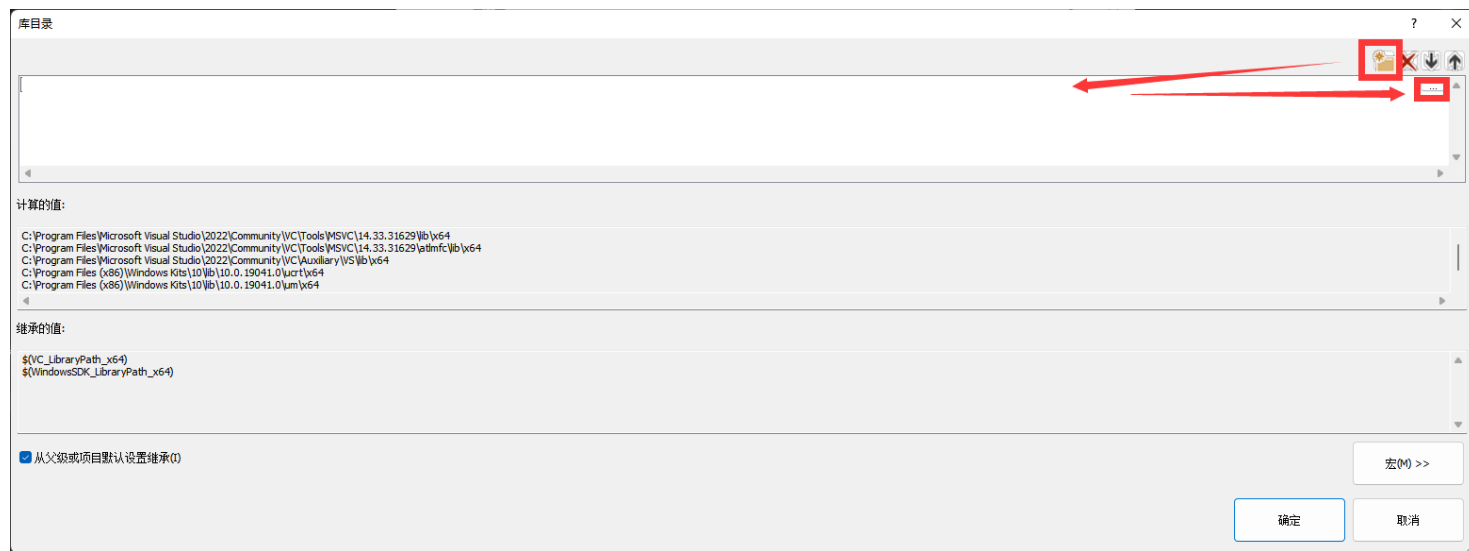 库目录
...
计算的值:
C:\Program Files\Microsoft Visual Studio\2022\Community\VC\Tools\MSVC\14.33.31629\lib\x64
C:\Program Files\Microsoft Visual Studio\2022\Community\VC\Tools\MSVC\14.33.31629\atlmfc\lib\x64
C:\Program Files\Microsoft Visual Studio\2022\Community\VC\Auxiliary\VS\lib\x64
C:\Program Files (x86)\Windows Kits\10\lib\10.0.19041.0\ucrt\x64
C:\Program Files (x86)\Windows Kits\10\lib\10.0.19041.0\um\x64
继承的值:
$(VC_LibraryPath_x64)
$(WindowsSDK_LibraryPath_x64)
从父级或项目默认设置继承(I)
宏(M) >>
确定 取消